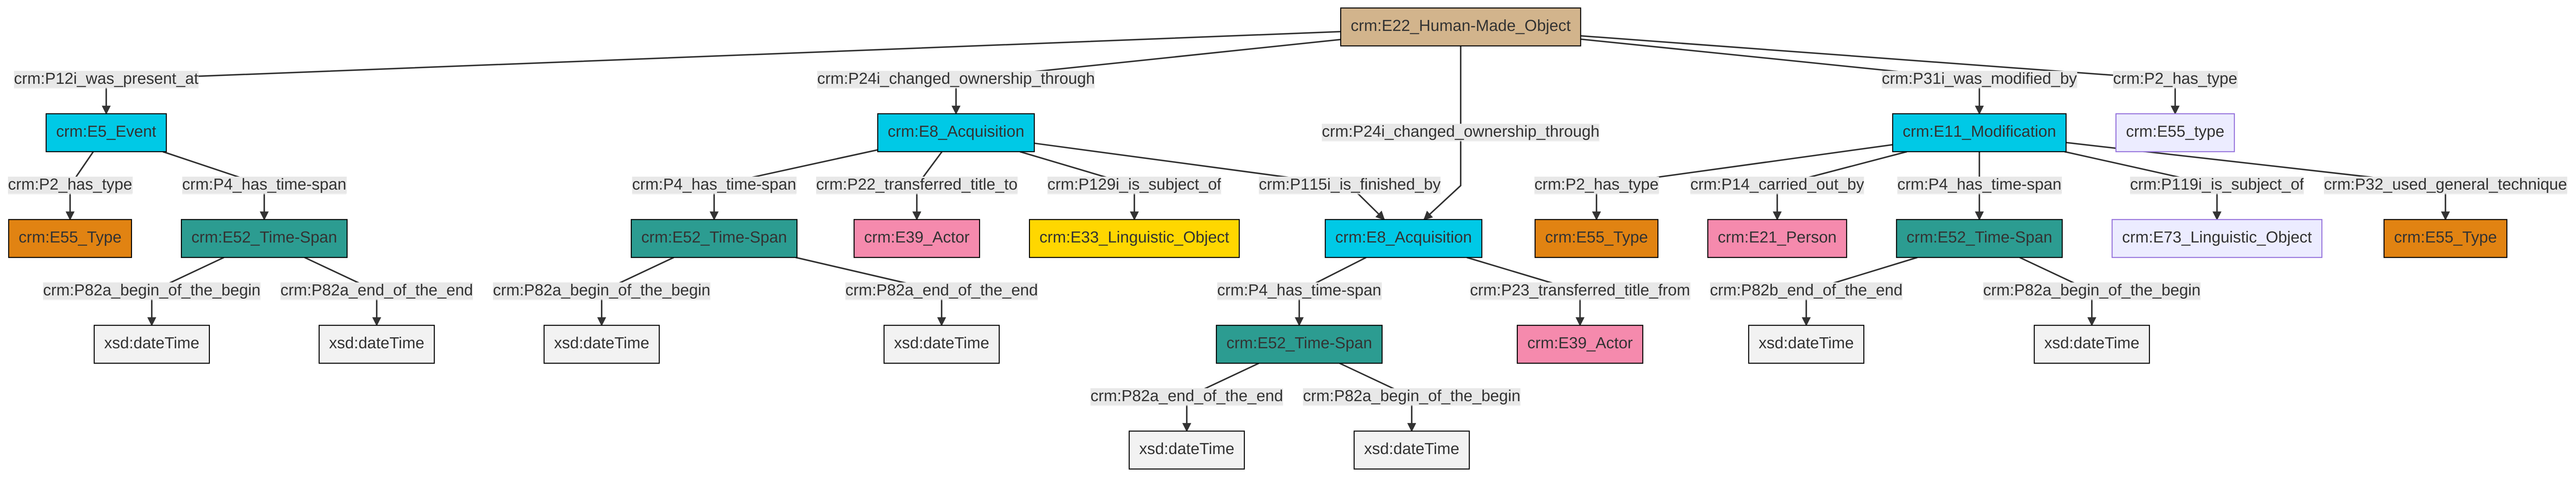 crm:E22_Human-Made_Object
crm:P12i_was_present_at
crm:P24i_changed_ownership_through
crm:P31i_was_modified_by
crm:P2_has_type
crm:E5_Event
crm:E8_Acquisition
crm:P24i_changed_ownership_through
crm:E11_Modification
crm:E55_type
crm:P2_has_type
crm:P4_has_time-span
crm:P4_has_time-span
crm:P22_transferred_title_to
crm:P129i_is_subject_of
crm:P115i_is_finished_by
crm:P2_has_type
crm:P14_carried_out_by
crm:P4_has_time-span
crm:P119i_is_subject_of
crm:P32_used_general_technique
crm:E55_Type
crm:E52_Time-Span
crm:E52_Time-Span
crm:E39_Actor
crm:E33_Linguistic_Object
crm:E8_Acquisition
crm:E55_Type
crm:E21_Person
crm:E52_Time-Span
crm:E73_Linguistic_Object
crm:E55_Type
crm:P82a_begin_of_the_begin
crm:P82a_end_of_the_end
crm:P82a_begin_of_the_begin
crm:P82a_end_of_the_end
crm:P4_has_time-span
crm:P23_transferred_title_from
crm:P82b_end_of_the_end
crm:P82a_begin_of_the_begin
xsd:dateTime
xsd:dateTime
xsd:dateTime
xsd:dateTime
crm:E52_Time-Span
crm:E39_Actor
xsd:dateTime
xsd:dateTime
crm:P82a_end_of_the_end
crm:P82a_begin_of_the_begin
xsd:dateTime
xsd:dateTime